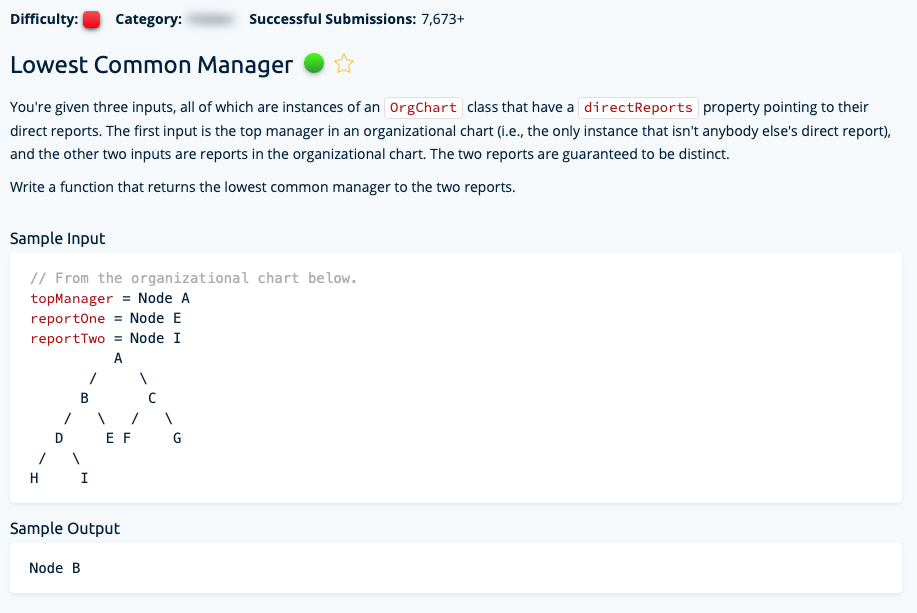 Difficulty: Category: Successful Submissions: 7,673+
Lowest Common Manager
You're given three inputs, all of which are instances of an OrgChart class that have a directReports property pointing to their
direct reports. The first input is the top manager in an organizational chart (i.e., the only instance that isn't anybody else's direct report),
and the other two inputs are reports in the organizational chart. The two reports are guaranteed to be distinct.
Write a function that returns the lowest common manager to the two reports.
Sample Input
// From the organizational chart below.
topManager = Node A
reportOne = Node E
reportTwo = Node I
A
/ \
B C
/ \ / \
D E F G
/ \
H I
Sample Output
Node B